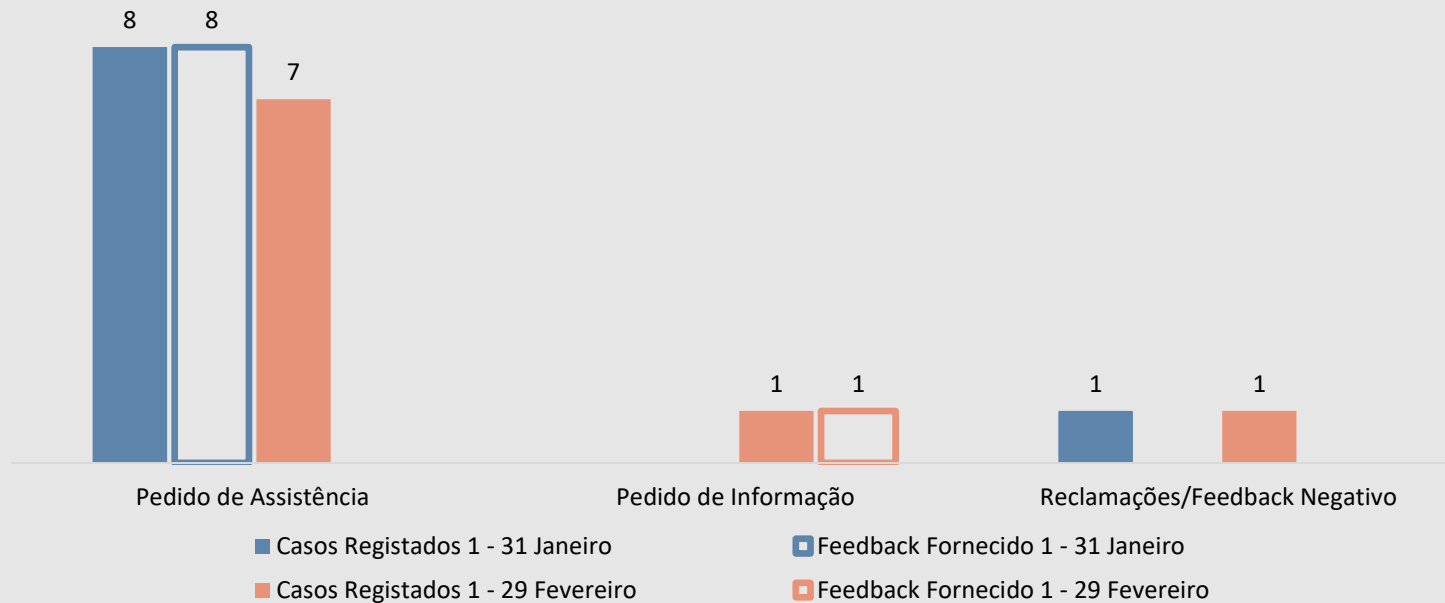 8 8
7
1 1 1 1
Pedido de Assistência Pedido de Informação Reclamações/Feedback Negativo
Casos Registados 1 - 31 Janeiro Feedback Fornecido 1 - 31 Janeiro
Casos Registados 1 - 29 Fevereiro Feedback Fornecido 1 - 29 Fevereiro